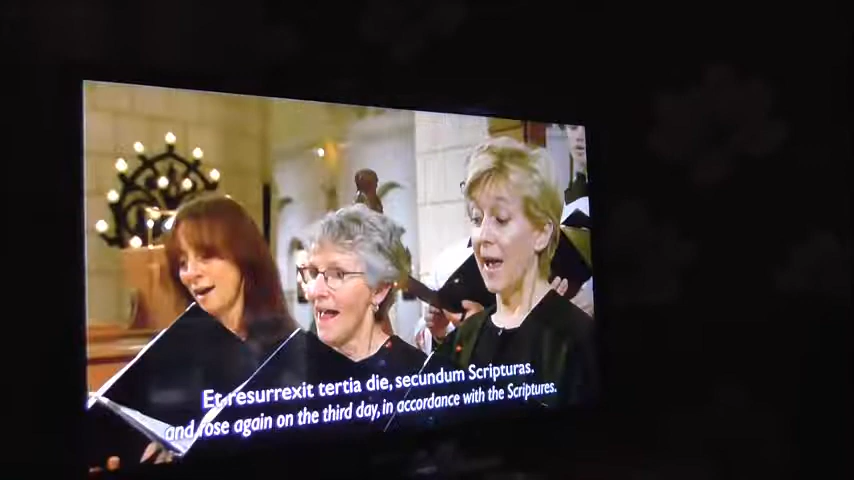 Et resurrexit tertia die, secundum Scripturas.
and rose again on the third day, in accordance with the Scriptures.